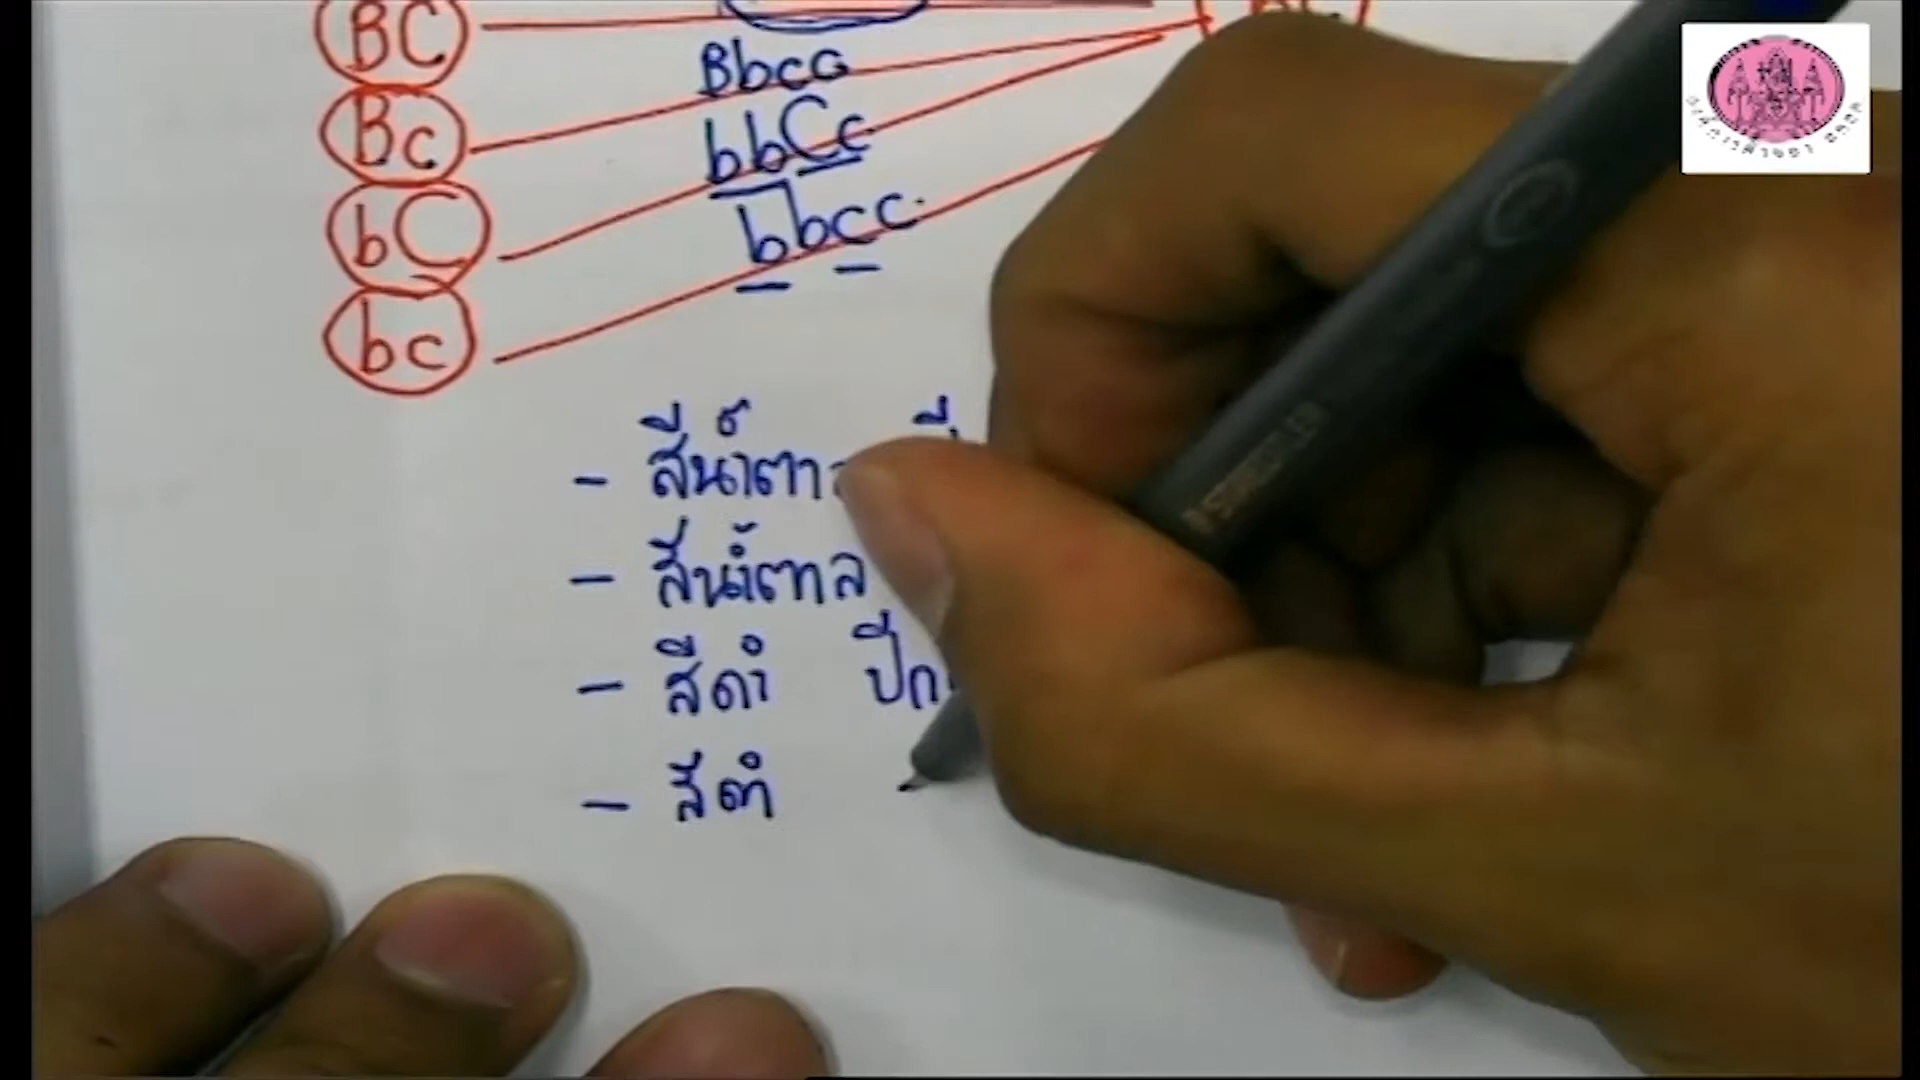 BC
Bbcc
Bc
bbCc
bC
bbcc
bc
- สีน้ำตา
- สีน้ำตาล
- สีดำ ปีก
- สีดำ
STAEDTLER